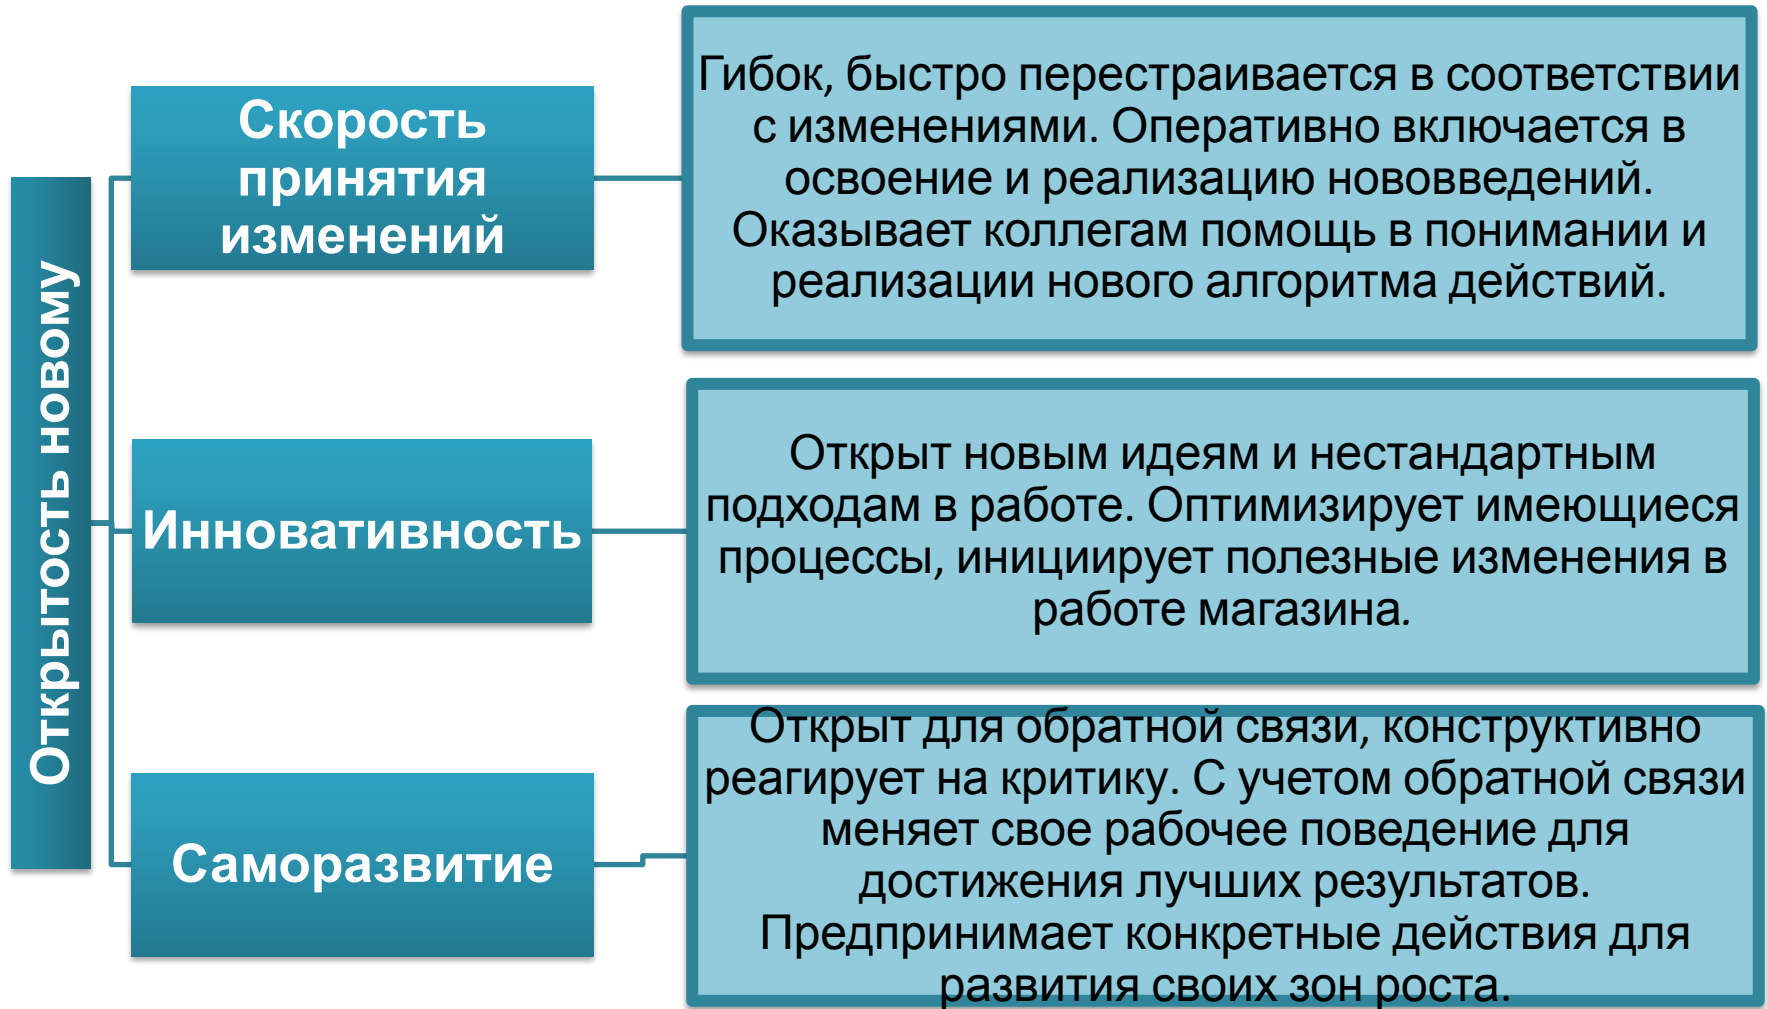 Открытость новому
Скорость
принятия
изменений
Гибок, быстро перестраивается в соответствии
с изменениями. Оперативно включается в
освоение и реализацию нововведений.
Оказывает коллегам помощь в понимании и
реализации нового алгоритма действий.
Инновативность
Открыт новым идеям и нестандартным
подходам в работе. Оптимизирует имеющиеся
процессы, инициирует полезные изменения в
работе магазина.
Саморазвитие
Открыт для обратной связи, конструктивно
реагирует на критику. С учетом обратной связи
меняет свое рабочее поведение для
достижения лучших результатов.
Предпринимает конкретные действия для
развития своих зон роста.